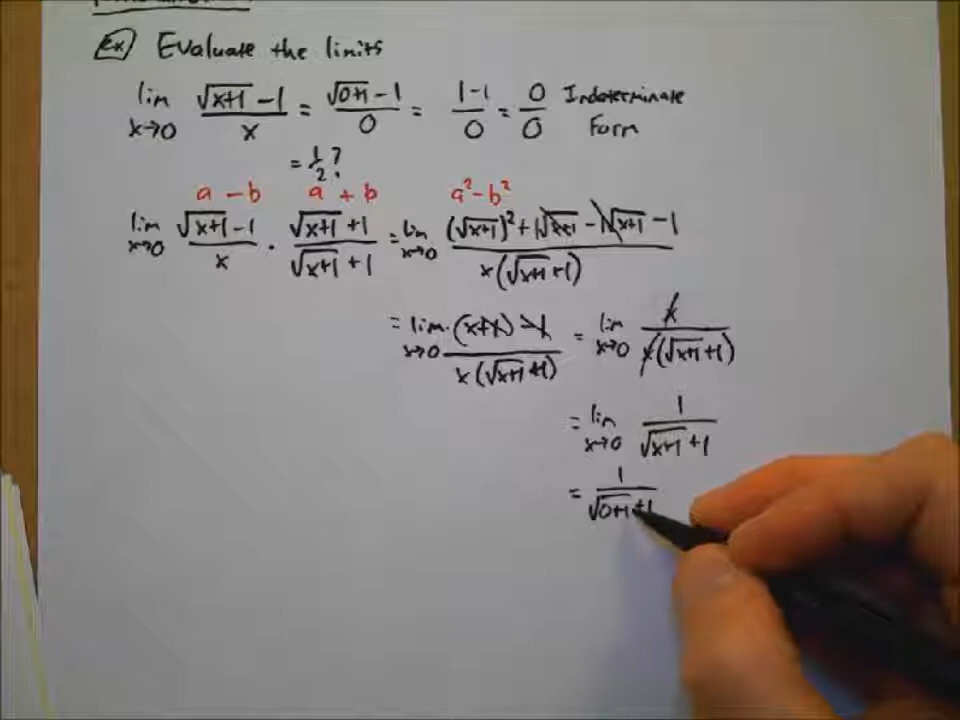 Ex Evaluate the limits
lim x→0 (√(x+1) - 1)/x = (√(0+1) - 1)/0 = (1-1)/0 = 0/0 Indeterminate Form
= 1/2 ?
a - b a + b a² - b²
lim x→0 (√(x+1) - 1)/x · (√(x+1) + 1)/(√(x+1) + 1) = lim x→0 ((√(x+1))² + 1√(x+1) - 1√(x+1) - 1)/(x(√(x+1) + 1))
= lim x→0 ((x+1) - 1)/(x(√(x+1) + 1)) = lim x→0 x/(x(√(x+1) + 1))
= lim x→0 1/(√(x+1) + 1)
= 1/(√(0+1) + 1